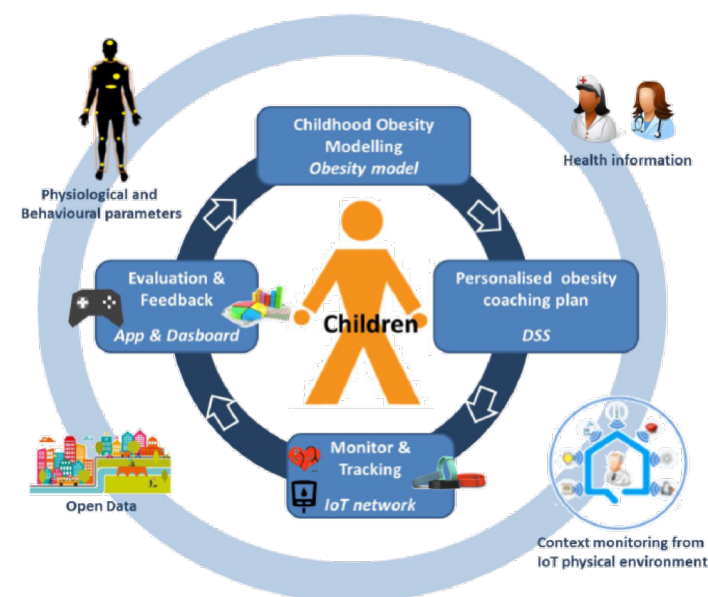 Childhood Obesity
Modelling
Obesity model
Health information
Physiological and
Behavioural parameters
Evaluation &
Feedback
App & Dasboard
Children
Personalised obesity
coaching plan
DSS
Monitor &
Tracking
IoT network
Open Data
Context monitoring from
IoT physical environment